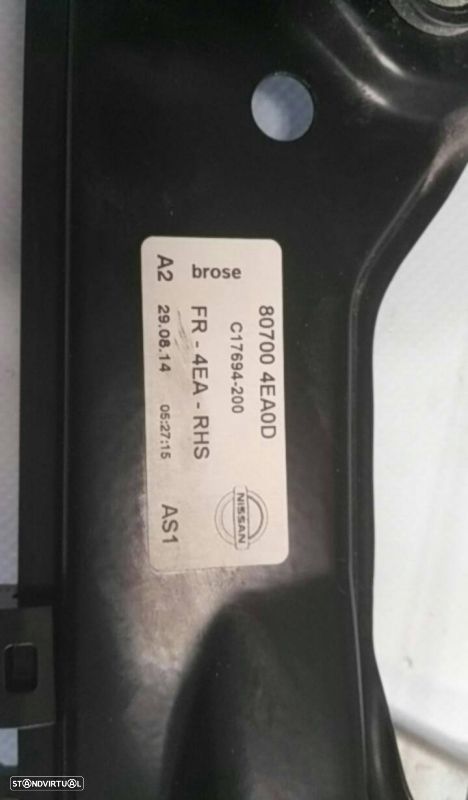 80700 4EA0D
brose C17694-200
NISSAN
FR - 4EA - RHS
A2 29.08.14 05:27:15 AS1
STANDVIRTUAL